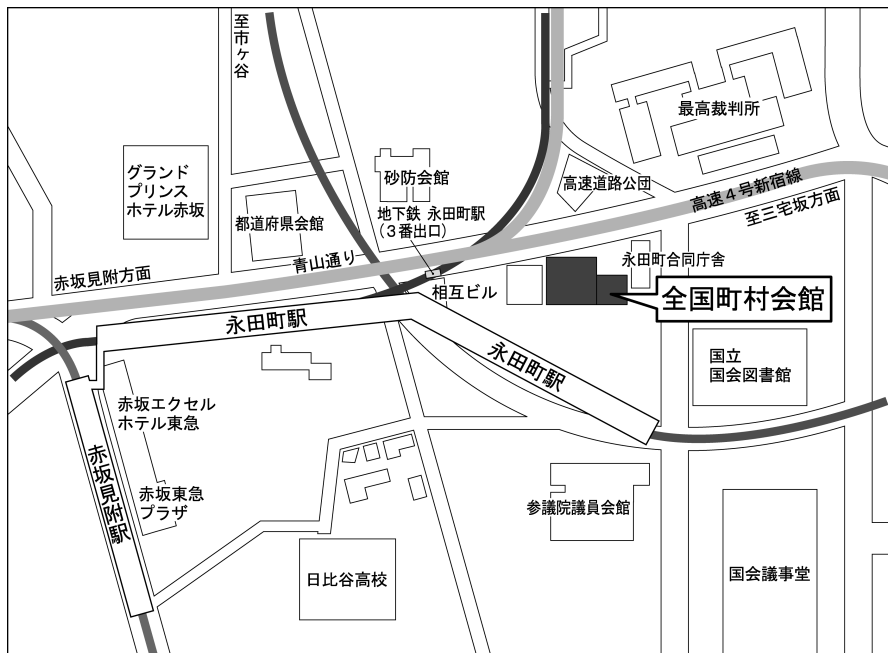 至市ヶ谷
最高裁判所
グランド
プリンス
ホテル赤坂
砂防会館
高速道路公団
都道府県会館
地下鉄 永田町駅
（３番出口）
高速４号新宿線
至三宅坂方面
青山通り
赤坂見附方面
永田町合同庁舎
相互ビル
全国町村会館
永田町駅
永田町駅
国立
国会図書館
赤坂エクセル
ホテル東急
赤坂見附駅
赤坂東急
プラザ
参議院議員会館
日比谷高校
国会議事堂